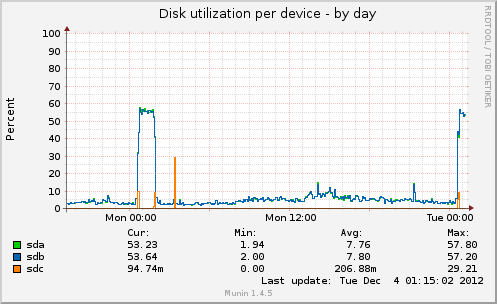 Disk utilization per device - by day
RRDTOOL / TOBI OETIKER
Percent
100
90
80
70
60
50
40
30
20
10
0
Mon 00:00 Mon 12:00 Tue 00:00
Cur: Min: Avg: Max:
sda 53.23 1.94 7.76 57.80
sdb 53.64 2.00 7.80 57.20
sdc 94.74m 0.00 206.88m 29.21
Last update: Tue Dec 4 01:15:02 2012
Munin 1.4.5